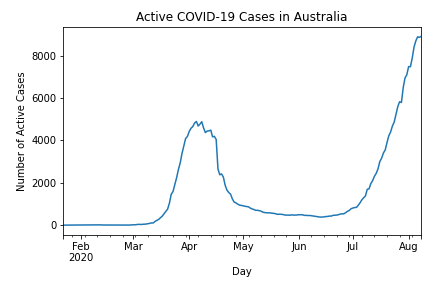 Active COVID-19 Cases in Australia
Number of Active Cases
8000
6000
4000
2000
0
Feb Mar Apr May Jun Jul Aug
2020
Day